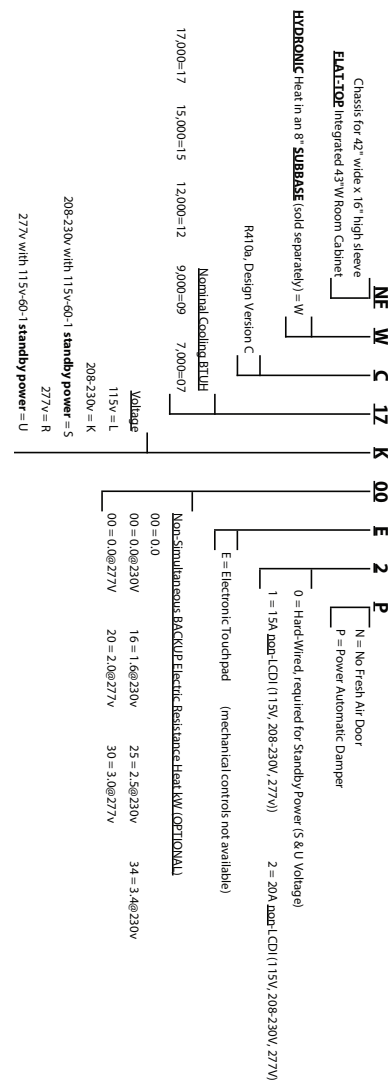 NF W C 17 K 00 E 2 P
Chassis for 42" wide x 16" high sleeve
FLAT-TOP Integrated 43"W Room Cabinet
HYDRONIC Heat in an 8" SUBBASE (sold separately) = W
R410a, Design Version C
Nominal Cooling BTUH
17,000=17 15,000=15 12,000=12 9,000=09 7,000=07
Voltage
115v = L
208-230v = K
277v = R
208-230v with 115v-60-1 standby power = S
277v with 115v-60-1 standby power = U
N = No Fresh Air Door
P = Power Automatic Damper
0 = Hard-Wired, required for Standby Power (S & U Voltage)
1 = 15A non-LCDI (115V, 208-230V, 277v)) 2 = 20A non-LCDI (115V, 208-230V, 277V)
E = Electronic Touchpad (mechanical controls not available)
Non-Simultaneous BACKUP Electric Resistance Heat kW (OPTIONAL)
00 = 0.0
00 = 0.0@230V 16 = 1.6@230v 25 = 2.5@230v 34 = 3.4@230v
00 = 0.0@277V 20 = 2.0@277v 30 = 3.0@277v